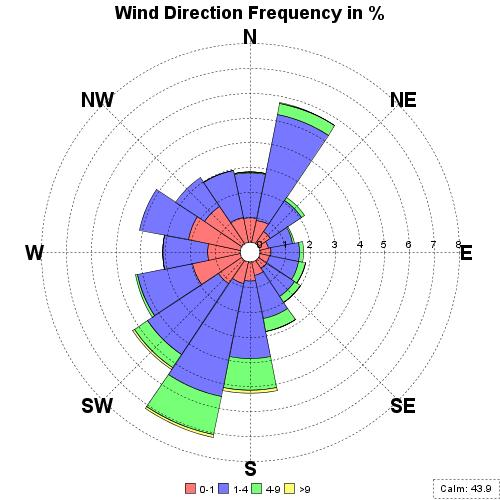 Wind Direction Frequency in %
N
NW
NE
W
0 1 2 3 4 5 6 7 8
E
SW
SE
S
0-1 1-4 4-9 >9
Calm: 43.9